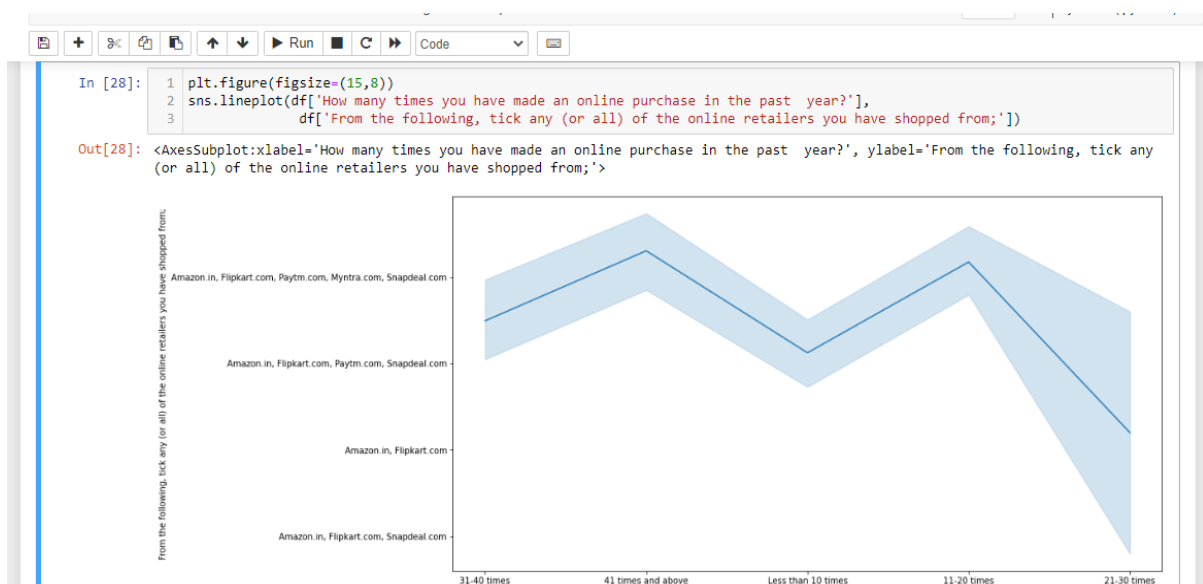 Run
Code
In [28]:
1 plt.figure(figsize=(15,8))
2 sns.lineplot(df['How many times you have made an online purchase in the past  year?'],
3 df['From the following, tick any (or all) of the online retailers you have shopped from;'])
Out[28]: <AxesSubplot:xlabel='How many times you have made an online purchase in the past  year?', ylabel='From the following, tick any
(or all) of the online retailers you have shopped from;'>
From the following, tick any (or all) of the online retailers you have shopped from;
Amazon.in, Flipkart.com, Paytm.com, Myntra.com, Snapdeal.com
Amazon.in, Flipkart.com, Paytm.com, Snapdeal.com
Amazon.in, Flipkart.com
Amazon.in, Flipkart.com, Snapdeal.com
31-40 times
41 times and above
Less than 10 times
11-20 times
21-30 times